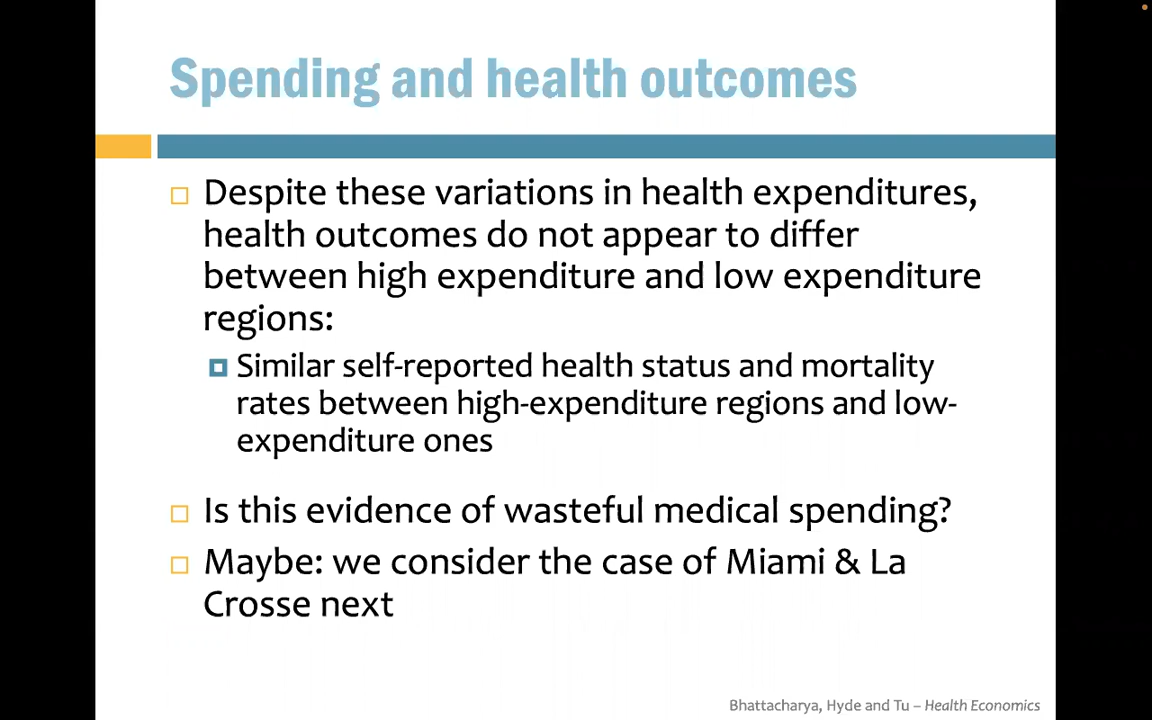 Spending and health outcomes
Despite these variations in health expenditures,
health outcomes do not appear to differ
between high expenditure and low expenditure
regions:
Similar self-reported health status and mortality
rates between high-expenditure regions and low-
expenditure ones
Is this evidence of wasteful medical spending?
Maybe: we consider the case of Miami & La
Crosse next
Bhattacharya, Hyde and Tu – Health Economics